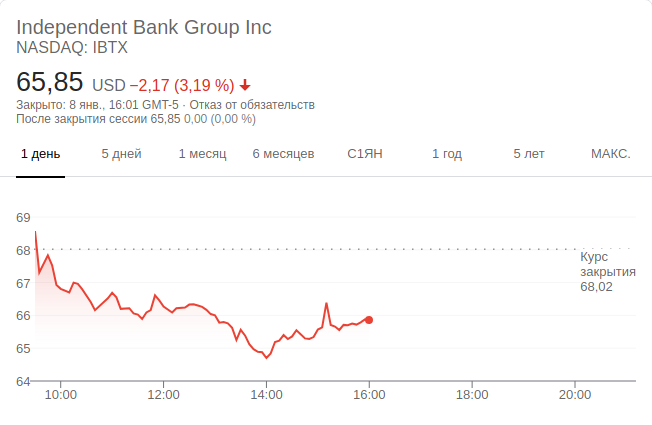 Independent Bank Group Inc
NASDAQ: IBTX
65,85 USD −2,17 (3,19 %)
Закрыто: 8 янв., 16:01 GMT-5 · Отказ от обязательств
После закрытия сессии 65,85 0,00 (0,00 %)
1 день 5 дней 1 месяц 6 месяцев С1ЯН 1 год 5 лет МАКС.
69
68
Курс
закрытия
68,02
67
66
65
64
10:00 12:00 14:00 16:00 18:00 20:00